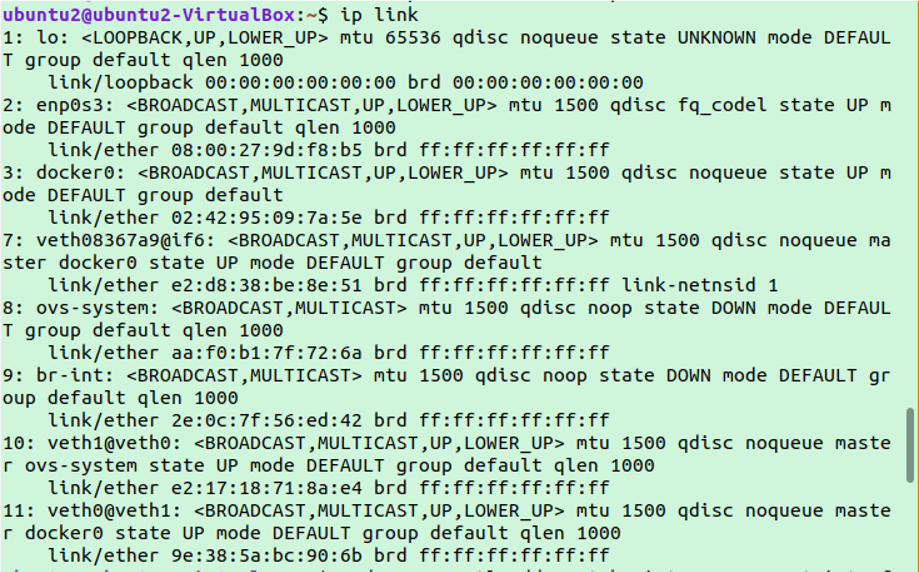 ubuntu2@ubuntu2-VirtualBox:~$ ip link
1: lo: <LOOPBACK,UP,LOWER_UP> mtu 65536 qdisc noqueue state UNKNOWN mode DEFAUL
T group default qlen 1000
    link/loopback 00:00:00:00:00:00 brd 00:00:00:00:00:00
2: enp0s3: <BROADCAST,MULTICAST,UP,LOWER_UP> mtu 1500 qdisc fq_codel state UP m
ode DEFAULT group default qlen 1000
    link/ether 08:00:27:9d:f8:b5 brd ff:ff:ff:ff:ff:ff
3: docker0: <BROADCAST,MULTICAST,UP,LOWER_UP> mtu 1500 qdisc noqueue state UP m
ode DEFAULT group default
    link/ether 02:42:95:09:7a:5e brd ff:ff:ff:ff:ff:ff
7: veth08367a9@if6: <BROADCAST,MULTICAST,UP,LOWER_UP> mtu 1500 qdisc noqueue ma
ster docker0 state UP mode DEFAULT group default
    link/ether e2:d8:38:be:8e:51 brd ff:ff:ff:ff:ff:ff link-netnsid 1
8: ovs-system: <BROADCAST,MULTICAST> mtu 1500 qdisc noop state DOWN mode DEFAUL
T group default qlen 1000
    link/ether aa:f0:b1:7f:72:6a brd ff:ff:ff:ff:ff:ff
9: br-int: <BROADCAST,MULTICAST> mtu 1500 qdisc noop state DOWN mode DEFAULT gr
oup default qlen 1000
    link/ether 2e:0c:7f:56:ed:42 brd ff:ff:ff:ff:ff:ff
10: veth1@veth0: <BROADCAST,MULTICAST,UP,LOWER_UP> mtu 1500 qdisc noqueue maste
r ovs-system state UP mode DEFAULT group default qlen 1000
    link/ether e2:17:18:71:8a:e4 brd ff:ff:ff:ff:ff:ff
11: veth0@veth1: <BROADCAST,MULTICAST,UP,LOWER_UP> mtu 1500 qdisc noqueue maste
r docker0 state UP mode DEFAULT group default qlen 1000
    link/ether 9e:38:5a:bc:90:6b brd ff:ff:ff:ff:ff:ff